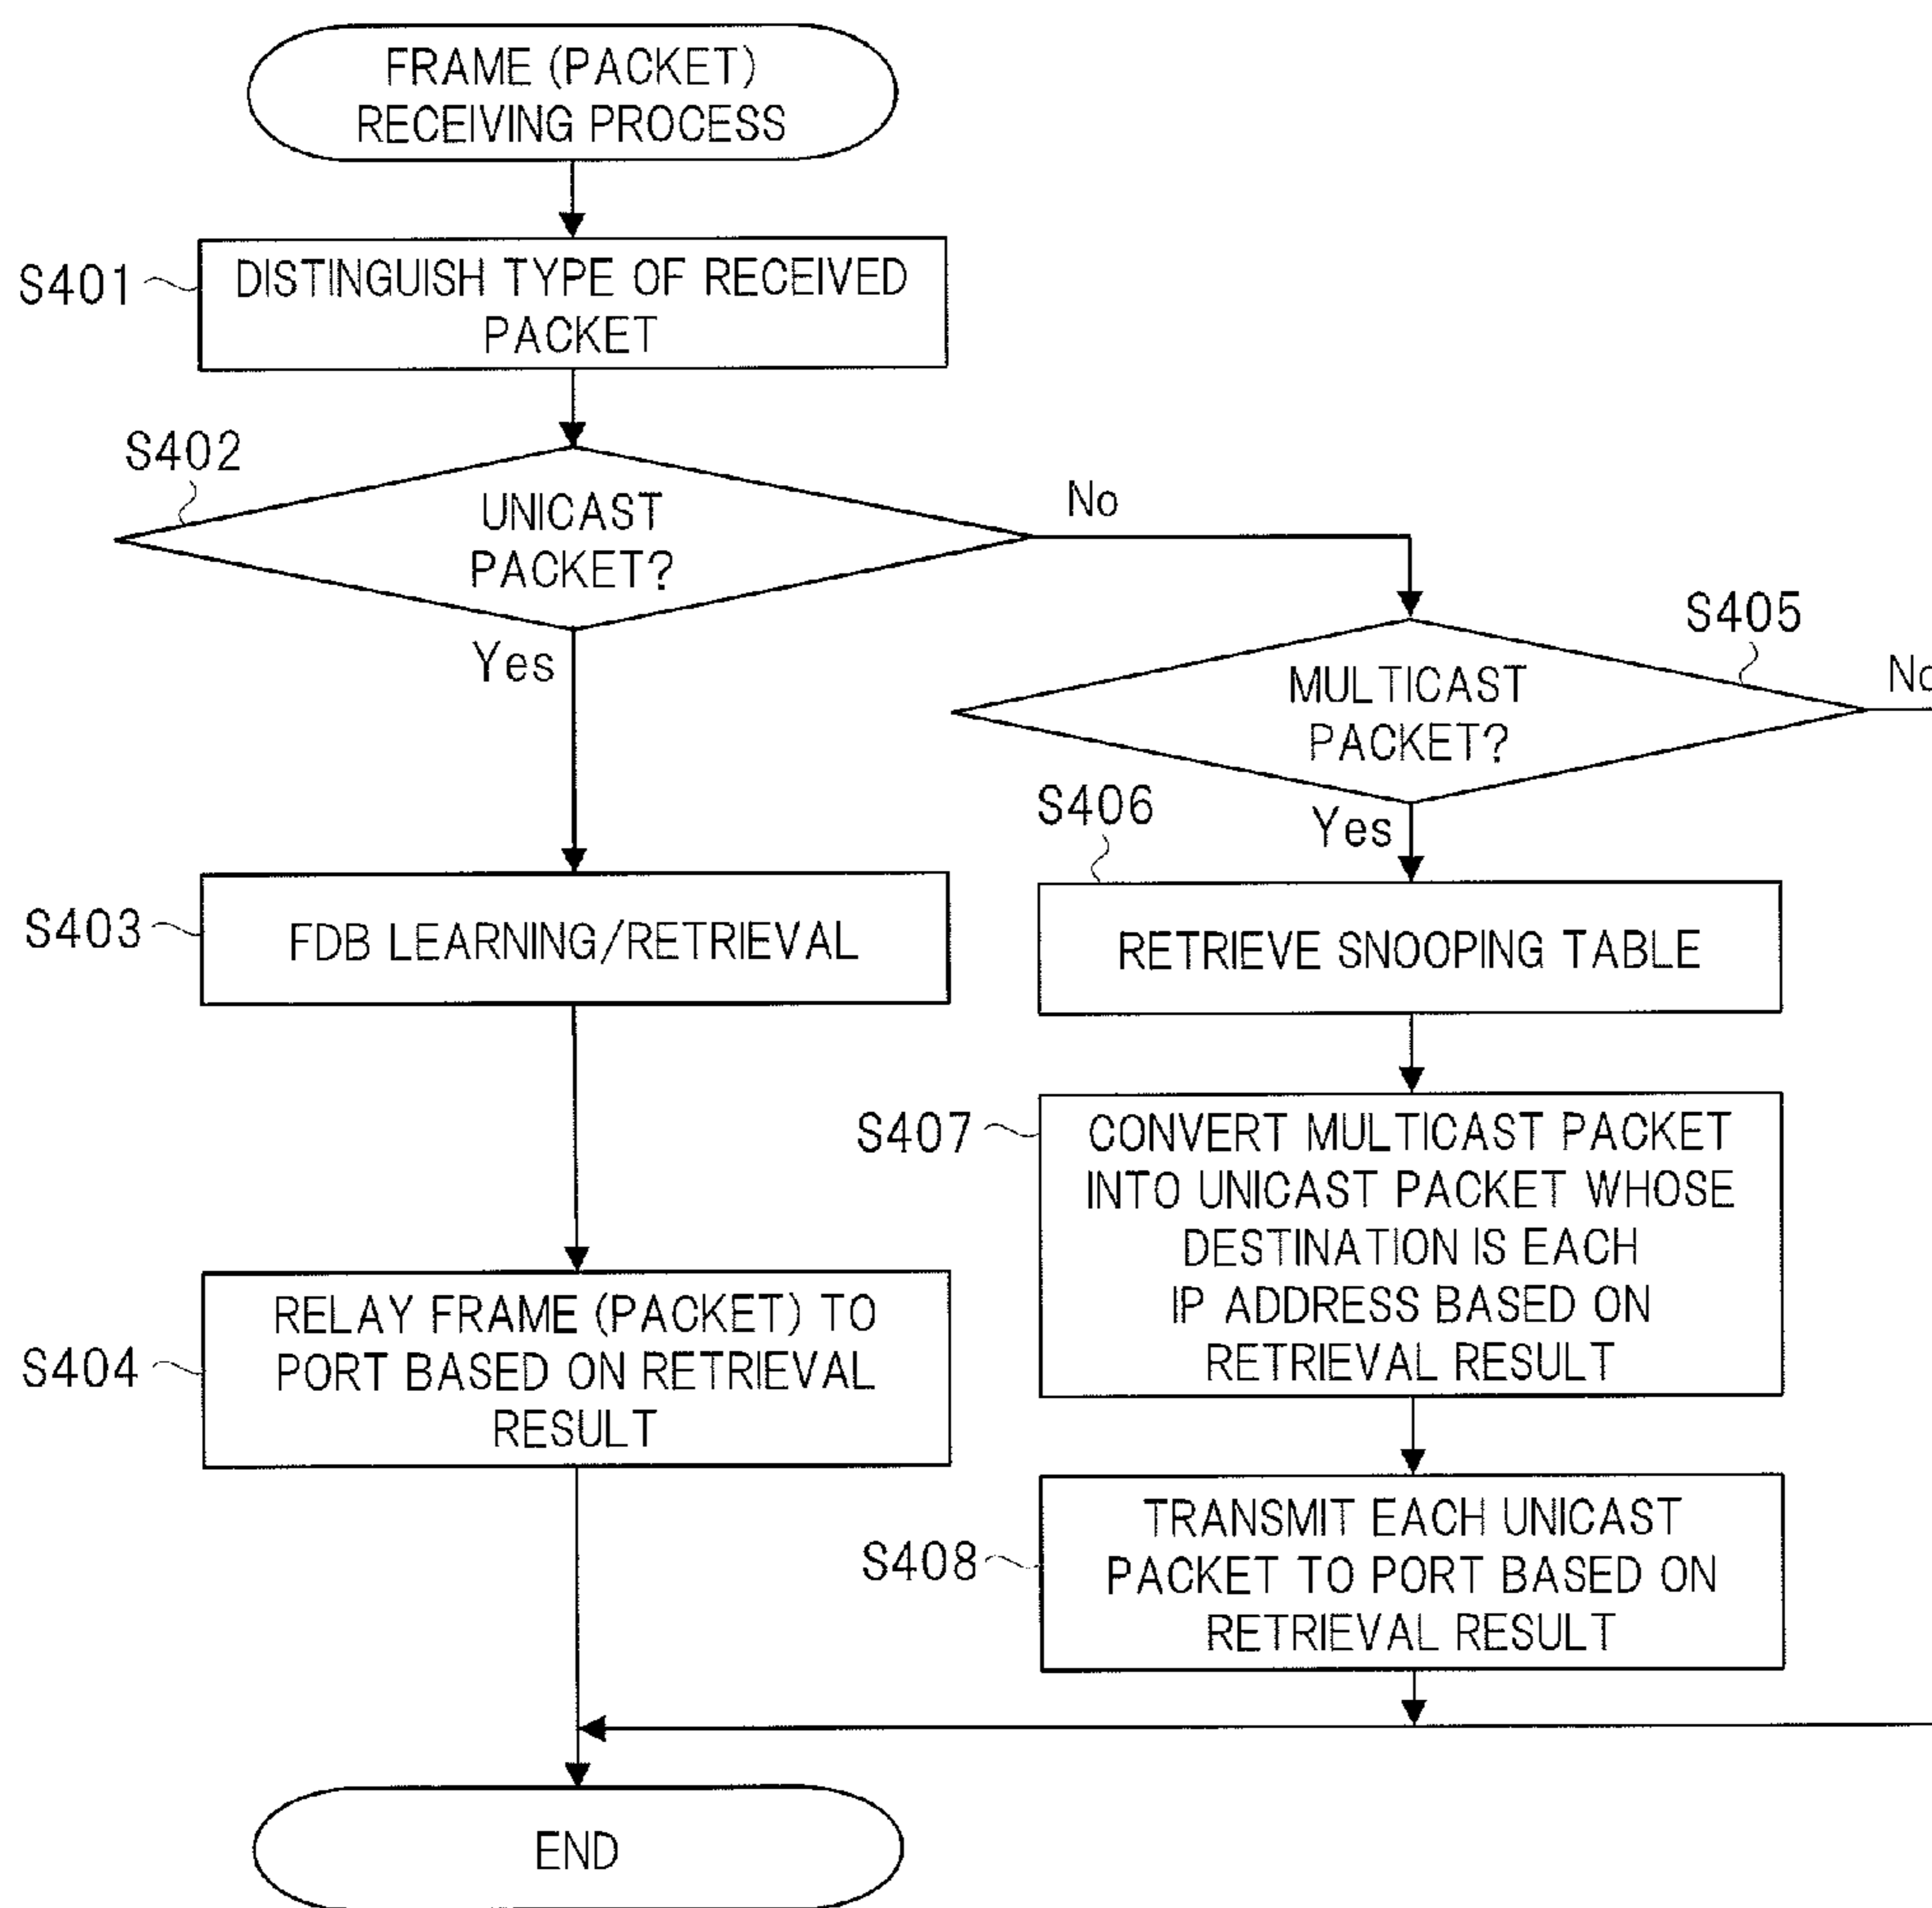 FRAME (PACKET)
RECEIVING PROCESS
S401
DISTINGUISH TYPE OF RECEIVED
PACKET
S402
UNICAST
PACKET?
No
Yes
S405
MULTICAST
PACKET?
No
Yes
S403
FDB LEARNING/RETRIEVAL
S406
RETRIEVE SNOOPING TABLE
S407
CONVERT MULTICAST PACKET
INTO UNICAST PACKET WHOSE
DESTINATION IS EACH
IP ADDRESS BASED ON
RETRIEVAL RESULT
S404
RELAY FRAME (PACKET) TO
PORT BASED ON RETRIEVAL
RESULT
S408
TRANSMIT EACH UNICAST
PACKET TO PORT BASED ON
RETRIEVAL RESULT
END